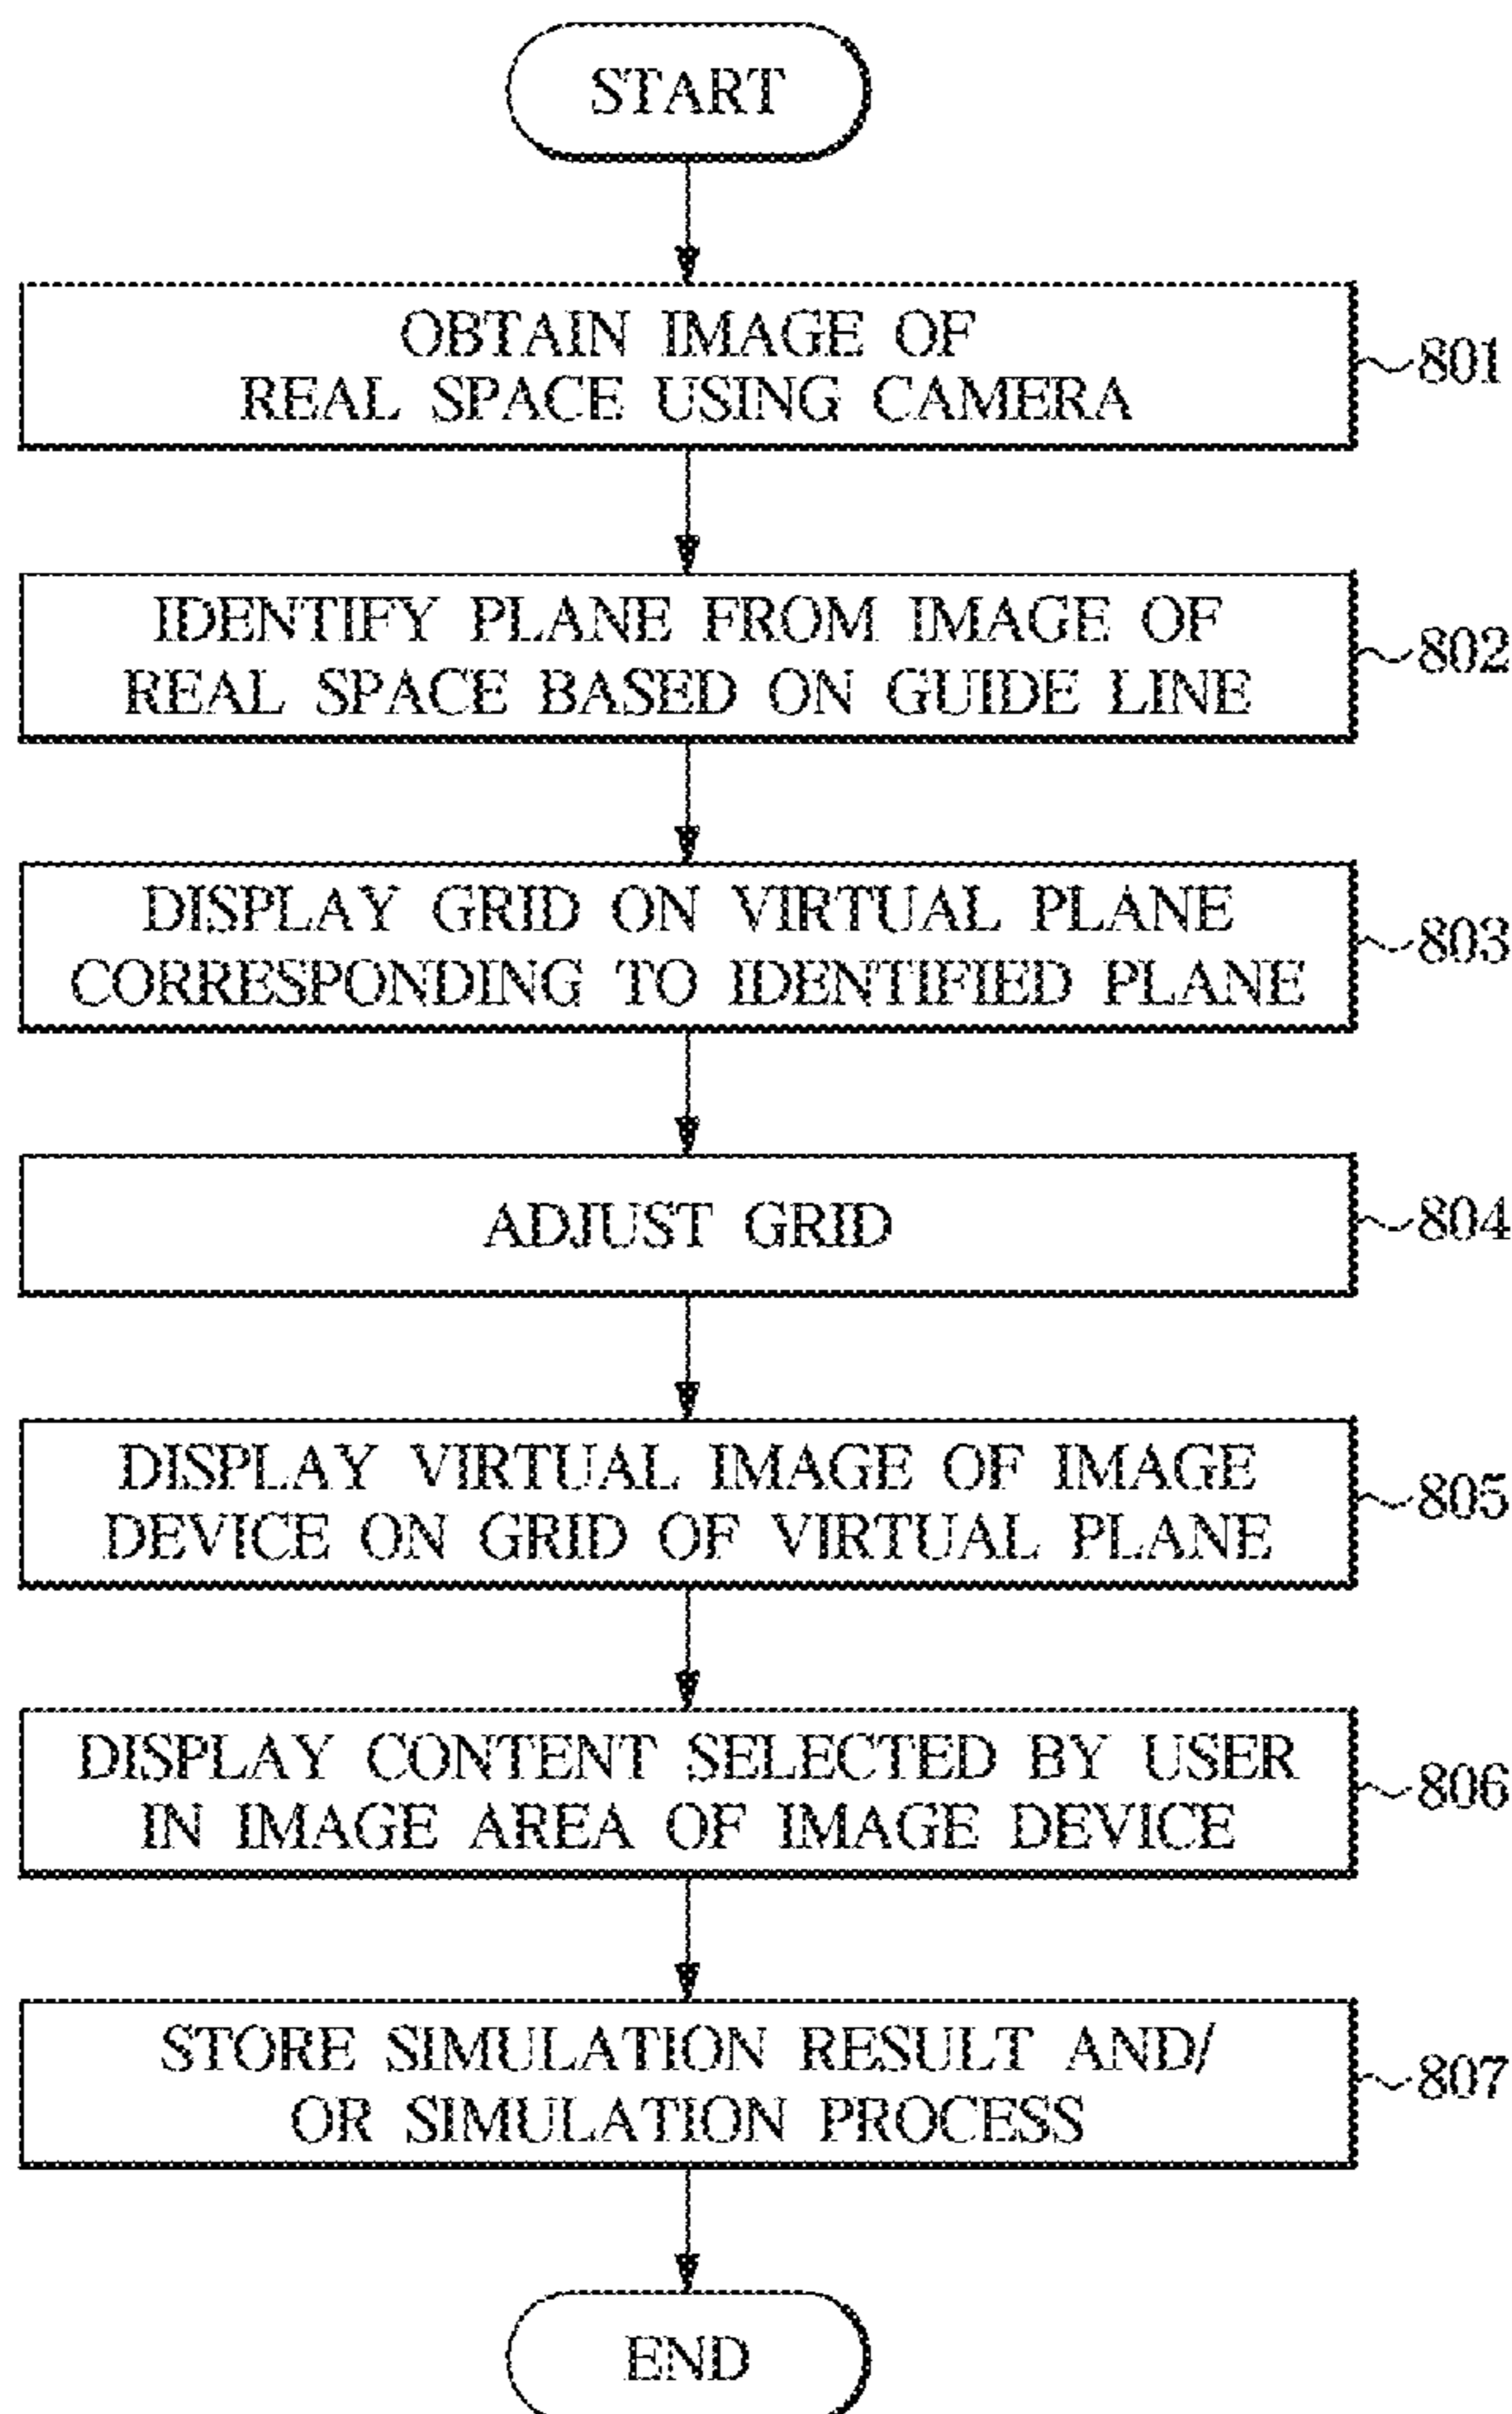 START
OBTAIN IMAGE OF
REAL SPACE USING CAMERA
801
IDENTIFY PLANE FROM IMAGE OF
REAL SPACE BASED ON GUIDE LINE
802
DISPLAY GRID ON VIRTUAL PLANE
CORRESPONDING TO IDENTIFIED PLANE
803
ADJUST GRID
804
DISPLAY VIRTUAL IMAGE OF IMAGE
DEVICE ON GRID OF VIRTUAL PLANE
805
DISPLAY CONTENT SELECTED BY USER
IN IMAGE AREA OF IMAGE DEVICE
806
STORE SIMULATION RESULT AND/
OR SIMULATION PROCESS
807
END